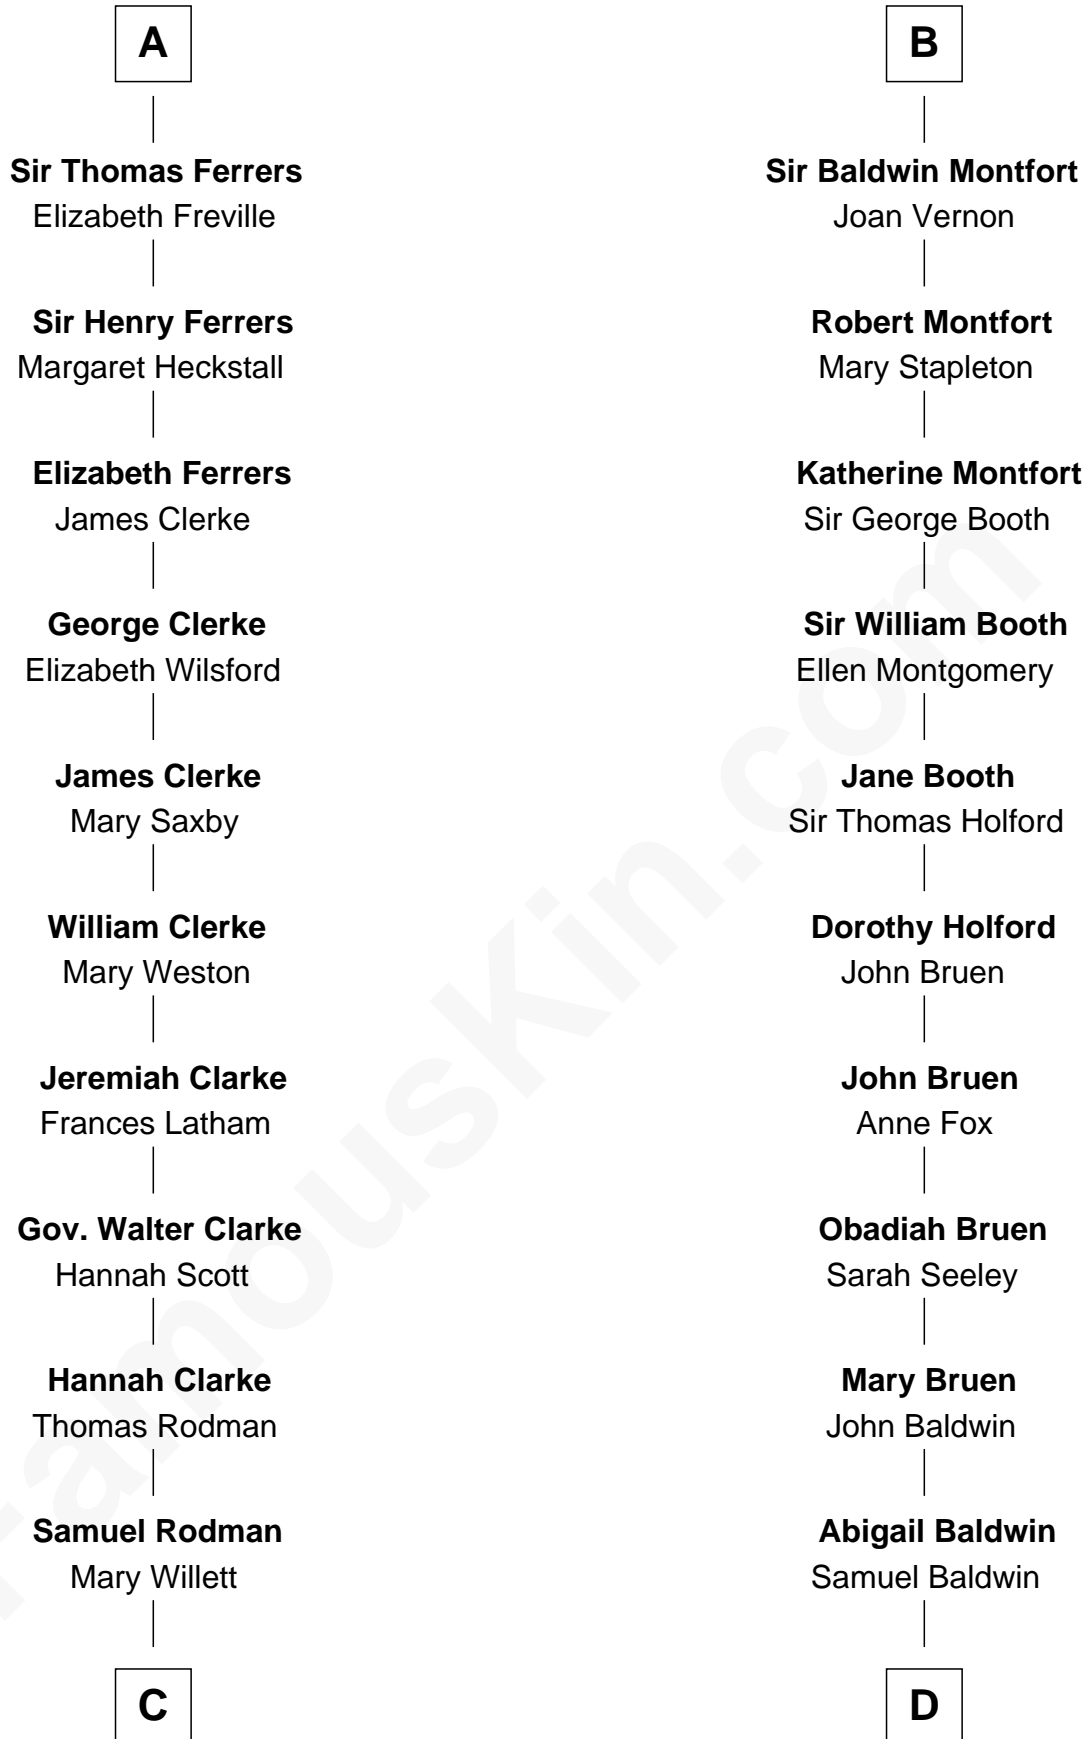 A
Sir Thomas Ferrers
Elizabeth Freville
Sir Henry Ferrers
Margaret Heckstall
Elizabeth Ferrers
James Clerke
George Clerke
Elizabeth Wilsford
James Clerke
Mary Saxby
William Clerke
Mary Weston
Jeremiah Clarke
Frances Latham
Gov. Walter Clarke
Hannah Scott
Hannah Clarke
Thomas Rodman
Samuel Rodman
Mary Willett
C
B
Sir Baldwin Montfort
Joan Vernon
Robert Montfort
Mary Stapleton
Katherine Montfort
Sir George Booth
Sir William Booth
Ellen Montgomery
Jane Booth
Sir Thomas Holford
Dorothy Holford
John Bruen
John Bruen
Anne Fox
Obadiah Bruen
Sarah Seeley
Mary Bruen
John Baldwin
Abigail Baldwin
Samuel Baldwin
D
FamousKin.com